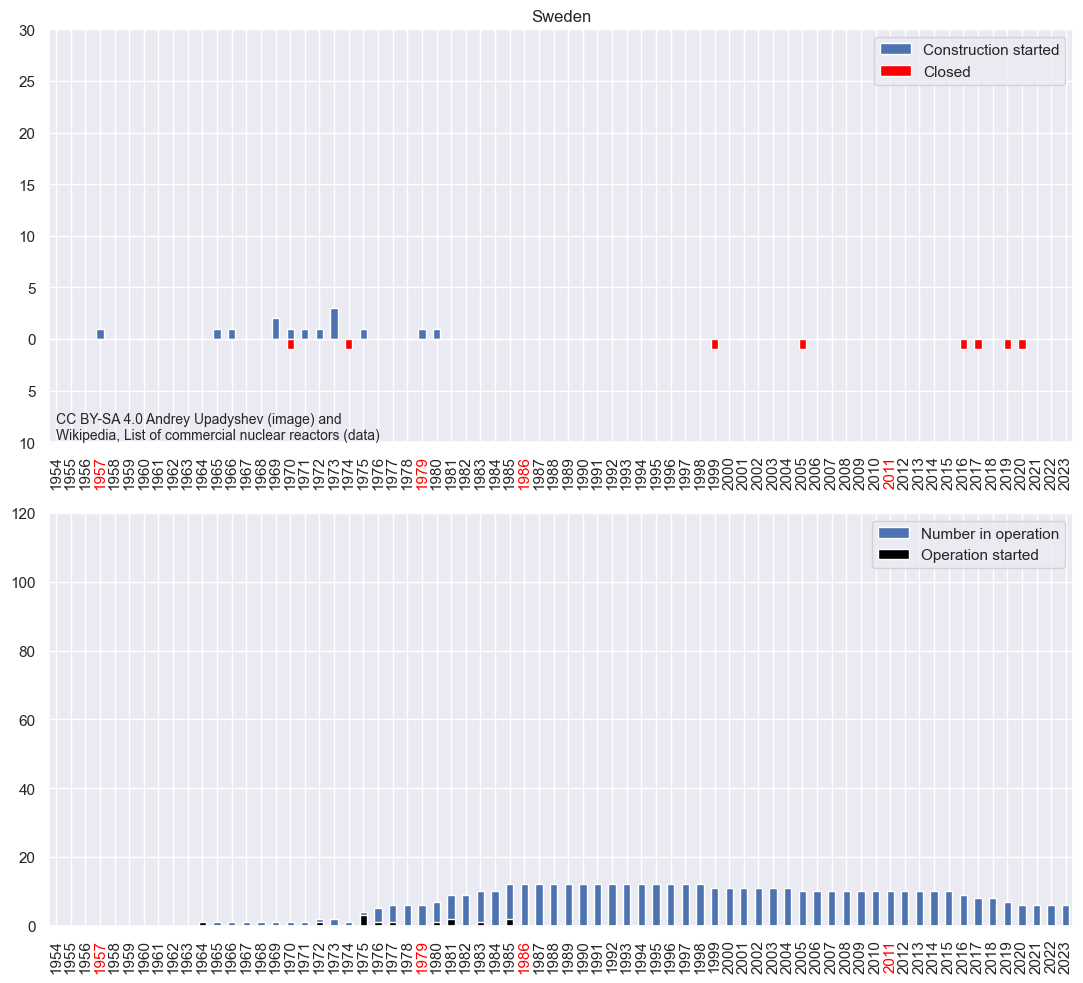 Sweden
30
25
20
15
10
5
0
5
10
Construction started
Closed
CC BY-SA 4.0 Andrey Upadyshev (image) and
Wikipedia, List of commercial nuclear reactors (data)
1954 1955 1956 1957 1958 1959 1960 1961 1962 1963 1964 1965 1966 1967 1968 1969 1970 1971 1972 1973 1974 1975 1976 1977 1978 1979 1980 1981 1982 1983 1984 1985 1986 1987 1988 1989 1990 1991 1992 1993 1994 1995 1996 1997 1998 1999 2000 2001 2002 2003 2004 2005 2006 2007 2008 2009 2010 2011 2012 2013 2014 2015 2016 2017 2018 2019 2020 2021 2022 2023
120
100
80
60
40
20
0
Number in operation
Operation started
1954 1955 1956 1957 1958 1959 1960 1961 1962 1963 1964 1965 1966 1967 1968 1969 1970 1971 1972 1973 1974 1975 1976 1977 1978 1979 1980 1981 1982 1983 1984 1985 1986 1987 1988 1989 1990 1991 1992 1993 1994 1995 1996 1997 1998 1999 2000 2001 2002 2003 2004 2005 2006 2007 2008 2009 2010 2011 2012 2013 2014 2015 2016 2017 2018 2019 2020 2021 2022 2023